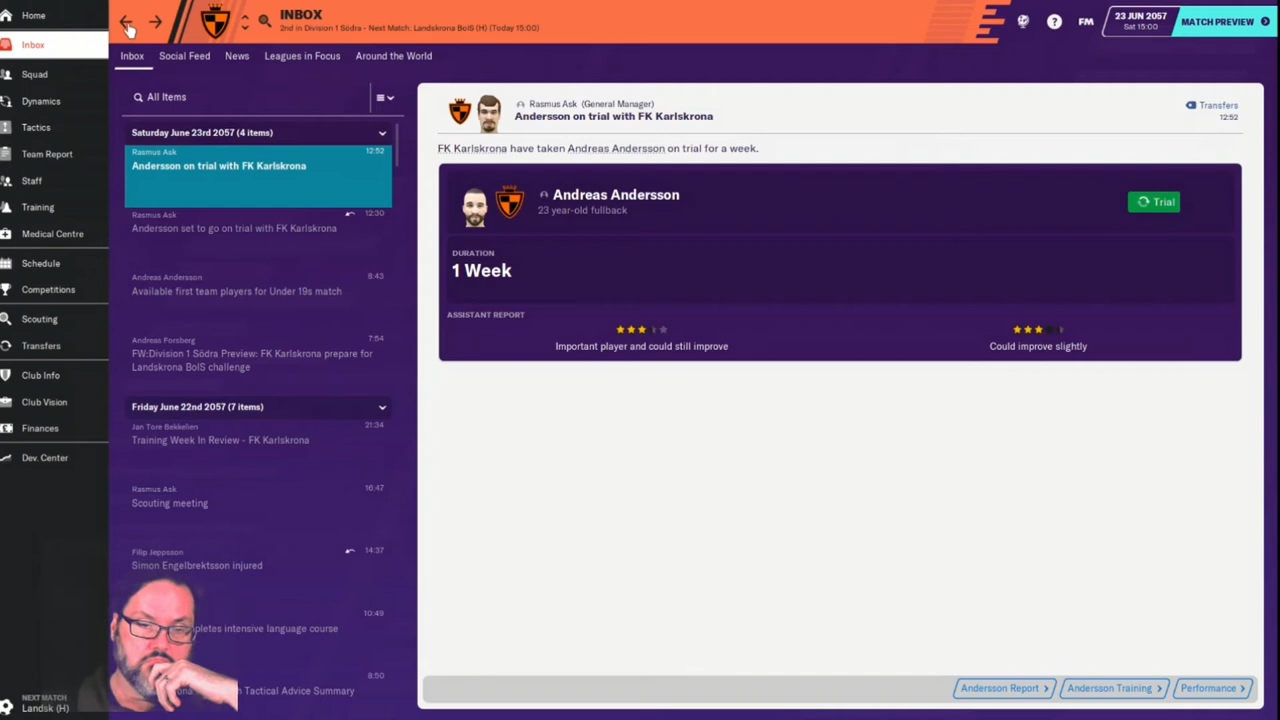 Home
Inbox
Squad
Dynamics
Tactics
Team Report
Staff
Training
Medical Centre
Schedule
Competitions
Scouting
Transfers
Club Info
Club Vision
Finances
Dev. Center
NEXT MATCH
Landsk (H)
INBOX
2nd in Division 1 Södra - Next Match: Landskrona BoIS (H) (Today 15:00)
FM
23 JUN 2057
Sat 15:00
MATCH PREVIEW
Inbox
Social Feed
News
Leagues in Focus
Around the World
All Items
Saturday June 23rd 2057 (4 items)
Rasmus Ask 12:52
Andersson on trial with FK Karlskrona
Rasmus Ask 12:30
Andersson set to go on trial with FK Karlskrona
Andreas Andersson 8:43
Available first team players for Under 19s match
Andreas Forsberg 7:54
FW:Division 1 Södra Preview: FK Karlskrona prepare for
Landskrona BoIS challenge
Friday June 22nd 2057 (7 items)
Jan Tore Bekkelien 21:34
Training Week In Review - FK Karlskrona
Rasmus Ask 16:47
Scouting meeting
Filip Jeppsson 14:37
Simon Engelbrektsson injured
10:49
pletes intensive language course
8:50
Tactical Advice Summary
Rasmus Ask (General Manager)
Andersson on trial with FK Karlskrona
Transfers
12:52
FK Karlskrona have taken Andreas Andersson on trial for a week.
Andreas Andersson
23 year-old fullback
Trial
DURATION
1 Week
ASSISTANT REPORT
Important player and could still improve
Could improve slightly
Andersson Report
Andersson Training
Performance